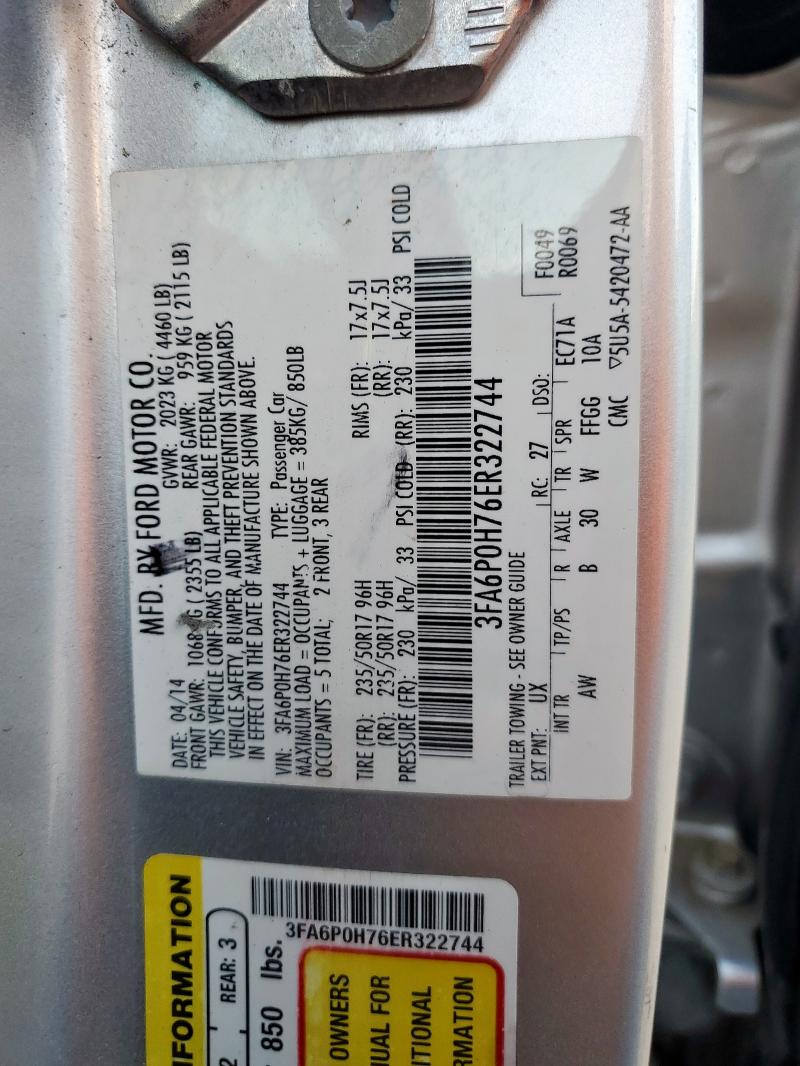 MFD. BY FORD MOTOR CO.
DATE: 04/14 GVWR: 2023 KG ( 4460 LB)
FRONT GAWR: 1068 KG ( 2355 LB) REAR GAWR: 959 KG ( 2115 LB)
THIS VEHICLE CONFORMS TO ALL APPLICABLE FEDERAL MOTOR
VEHICLE SAFETY, BUMPER, AND THEFT PREVENTION STANDARDS
IN EFFECT ON THE DATE OF MANUFACTURE SHOWN ABOVE.
VIN: 3FA6P0H76ER322744 TYPE: Passenger Car
MAXIMUM LOAD = OCCUPANTS + LUGGAGE = 385KG/ 850LB
OCCUPANTS = 5 TOTAL; 2 FRONT, 3 REAR
TIRE (FR): 235/50R17 96H RIMS (FR): 17x7.5J
(RR): 235/50R17 96H (RR): 17x7.5J
PRESSURE (FR): 230 kPa/ 33 PSI COLD (RR): 230 kPa/ 33 PSI COLD
3FA6P0H76ER322744
TRAILER TOWING - SEE OWNER GUIDE
F0049
R0069
EXT PNT: UX RC: 27 DSO:
INT TR TP/PS R AXLE TR SPR EC71A
AW B 30 W FFGG 10A
CMC ▽5U5A-5420472-AA
NFORMATION
2 REAR: 3
850 lbs.
3FA6P0H76ER322744
OWNERS
UAL FOR
ITIONAL
RMATION